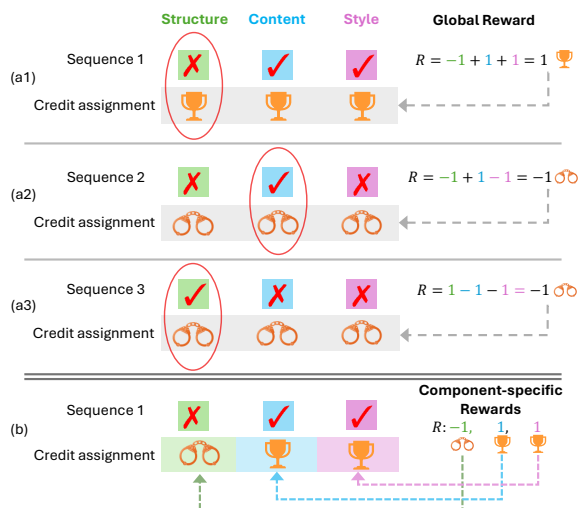 Structure Content Style Global Reward
(a1) Sequence 1 R = −1 + 1 + 1 = 1
Credit assignment
(a2) Sequence 2 R = −1 + 1 − 1 = −1
Credit assignment
(a3) Sequence 3 R = 1 − 1 − 1 = −1
Credit assignment
Component-specific
Rewards
(b) Sequence 1 R: −1, 1, 1
Credit assignment